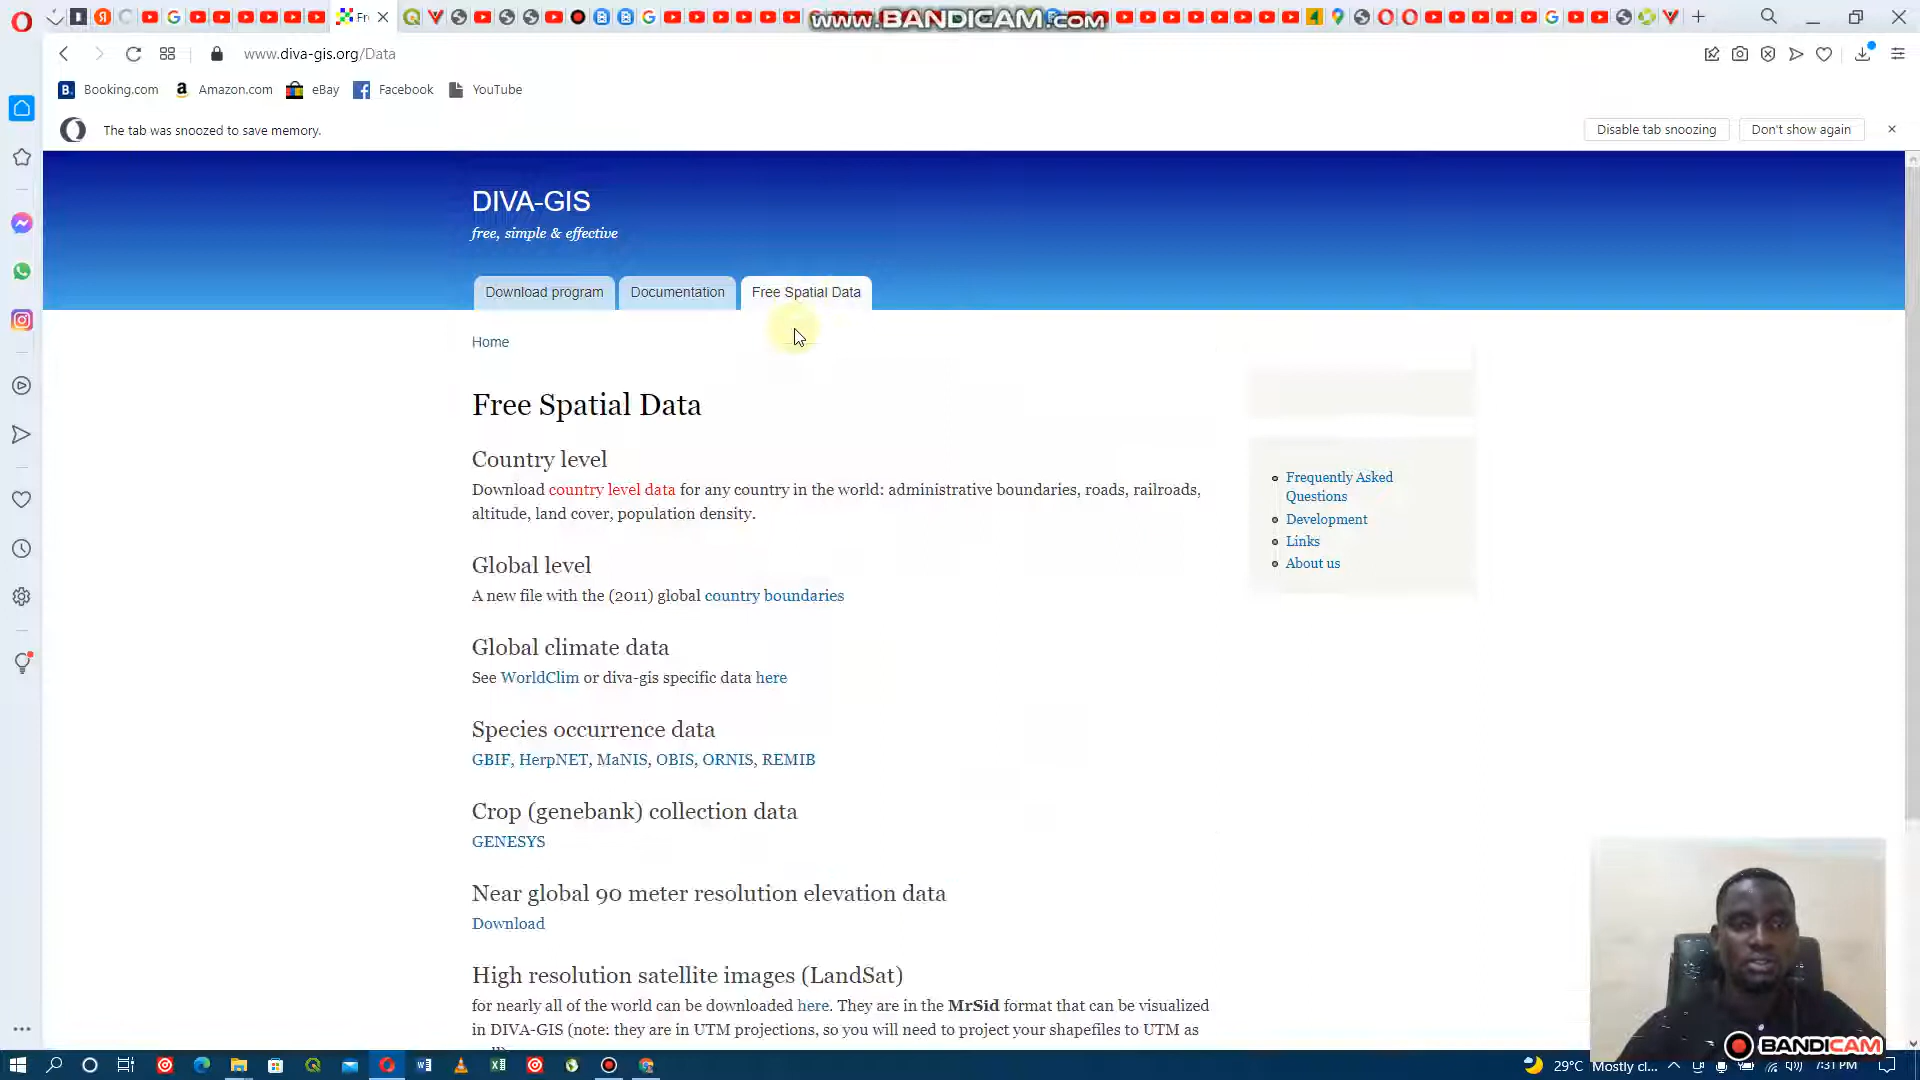 Fr
www.BANDICAM.com
www.diva-gis.org/Data
Booking.com
Amazon.com
eBay
Facebook
YouTube
The tab was snoozed to save memory.
Disable tab snoozing
Don't show again
DIVA-GIS
free, simple & effective
Download program
Documentation
Free Spatial Data
Home
Free Spatial Data
Country level
Download country level data for any country in the world: administrative boundaries, roads, railroads,
altitude, land cover, population density.
Global level
A new file with the (2011) global country boundaries
Global climate data
See WorldClim or diva-gis specific data here
Species occurrence data
GBIF, HerpNET, MaNIS, OBIS, ORNIS, REMIB
Crop (genebank) collection data
GENESYS
Near global 90 meter resolution elevation data
Download
High resolution satellite images (LandSat)
for nearly all of the world can be downloaded here. They are in the MrSid format that can be visualized
in DIVA-GIS (note: they are in UTM projections, so you will need to project your shapefiles to UTM as
Frequently Asked
Questions
Development
Links
About us
BANDICAM
29°C Mostly cl...
7:31 PM